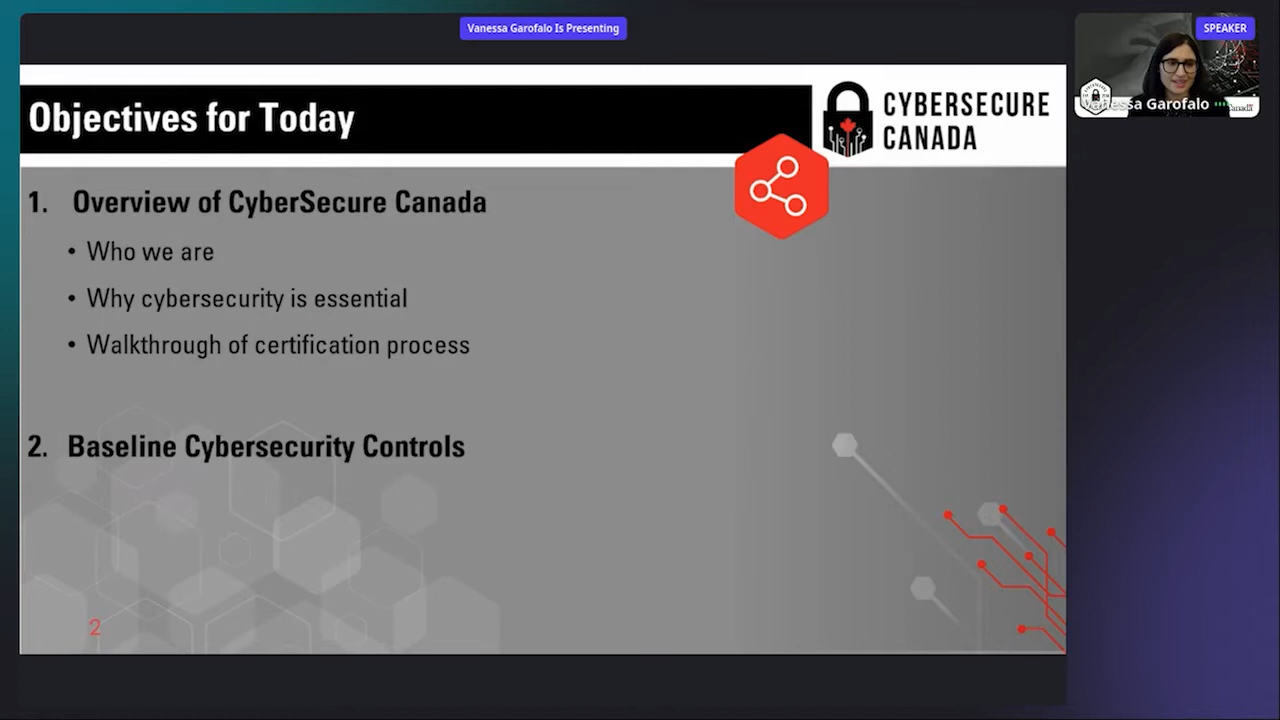 Vanessa Garofalo Is Presenting
SPEAKER
Vanessa Garofalo
Canada
Objectives for Today
CYBERSECURE
CANADA
1. Overview of CyberSecure Canada
• Who we are
• Why cybersecurity is essential
• Walkthrough of certification process
2. Baseline Cybersecurity Controls
2